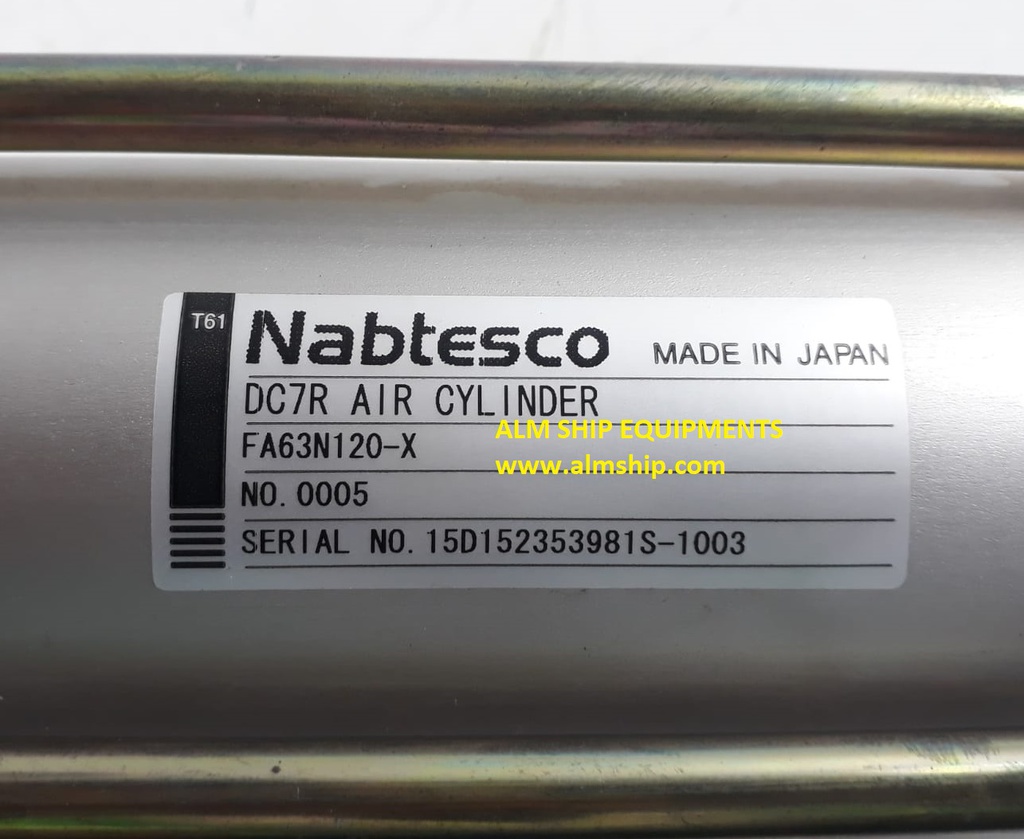 T61
Nabtesco MADE IN JAPAN
DC7R AIR CYLINDER
ALM SHIP EQUIPMENTS
FA63N120-X
www.almship.com
NO. 0005
SERIAL NO. 15D152353981S-1003